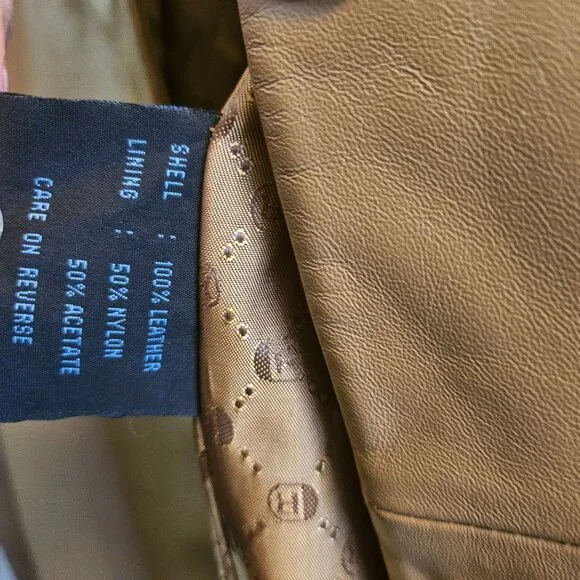 SHELL : 100% LEATHER
LINING : 50% NYLON
50% ACETATE
CARE ON REVERSE
H
H